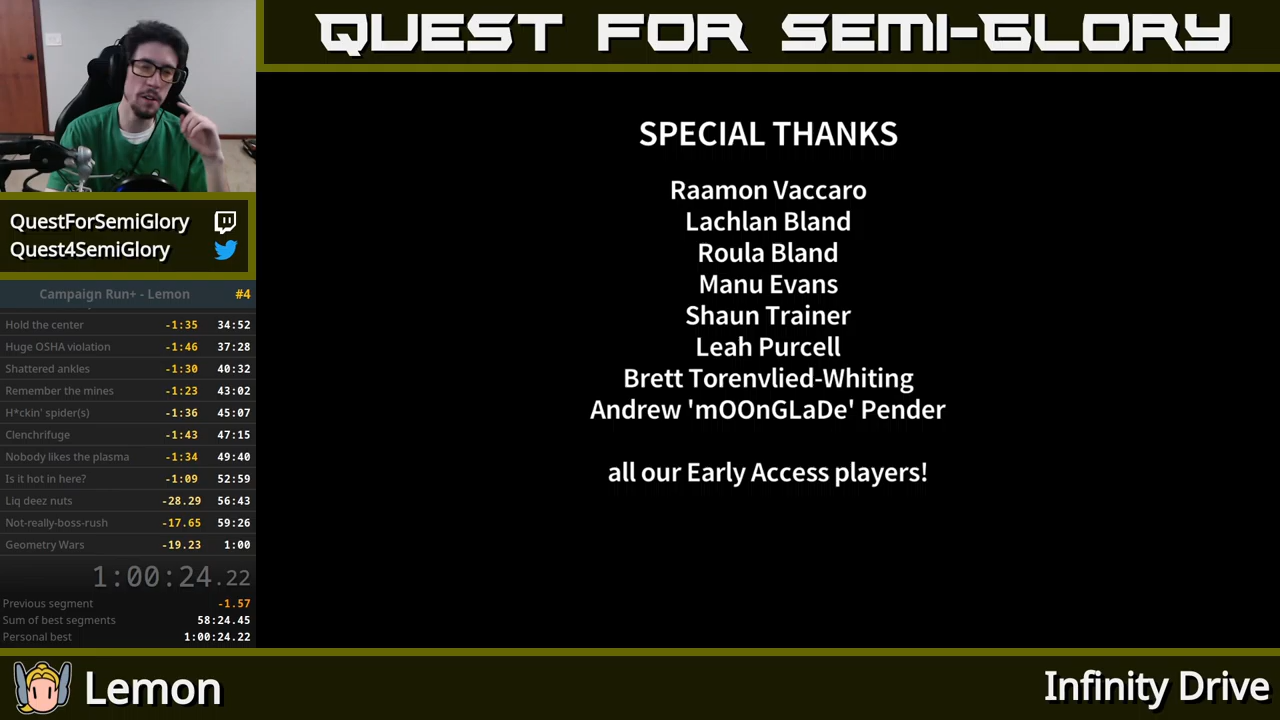 QUEST FOR SEMI-GLORY
QuestForSemiGlory
Quest4SemiGlory
Campaign Run+ - Lemon #4
Hold the center -1:35 34:52
Huge OSHA violation -1:46 37:28
Shattered ankles -1:30 40:32
Remember the mines -1:23 43:02
H*ckin' spider(s) -1:36 45:07
Clenchrifuge -1:43 47:15
Nobody likes the plasma -1:34 49:40
Is it hot in here? -1:09 52:59
Liq deez nuts -28.29 56:43
Not-really-boss-rush -17.65 59:26
Geometry Wars -19.23 1:00
1:00:24.22
Previous segment -1.57
Sum of best segments 58:24.45
Personal best 1:00:24.22
SPECIAL THANKS
Raamon Vaccaro
Lachlan Bland
Roula Bland
Manu Evans
Shaun Trainer
Leah Purcell
Brett Torenvlied-Whiting
Andrew 'mOOnGLaDe' Pender
all our Early Access players!
Lemon
Infinity Drive